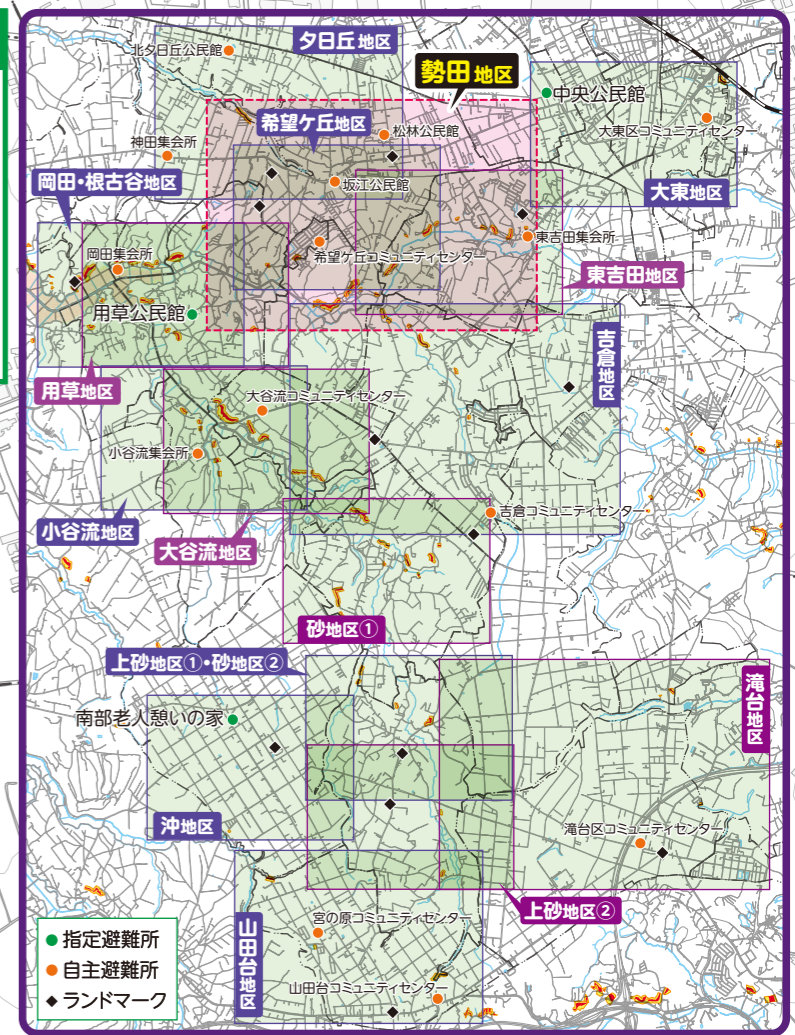 夕日丘地区
北夕日丘公民館
勢田地区
中央公民館
大東区コミュニティセンター
希望ケ丘地区
松林公民館
神田集会所
坂江公民館
岡田・根古谷地区
大東地区
岡田集会所
希望ケ丘コミュニティセンター
東吉田集会所
東吉田地区
用草公民館
吉倉地区
用草地区
大谷流コミュニティセンター
小谷流集会所
吉倉コミュニティセンター
小谷流地区
大谷流地区
砂地区①
上砂地区①・砂地区②
滝台地区
南部老人憩いの家
沖地区
滝台区コミュニティセンター
上砂地区②
宮の原コミュニティセンター
山田台地区
山田台コミュニティセンター
指定避難所
自主避難所
ランドマーク